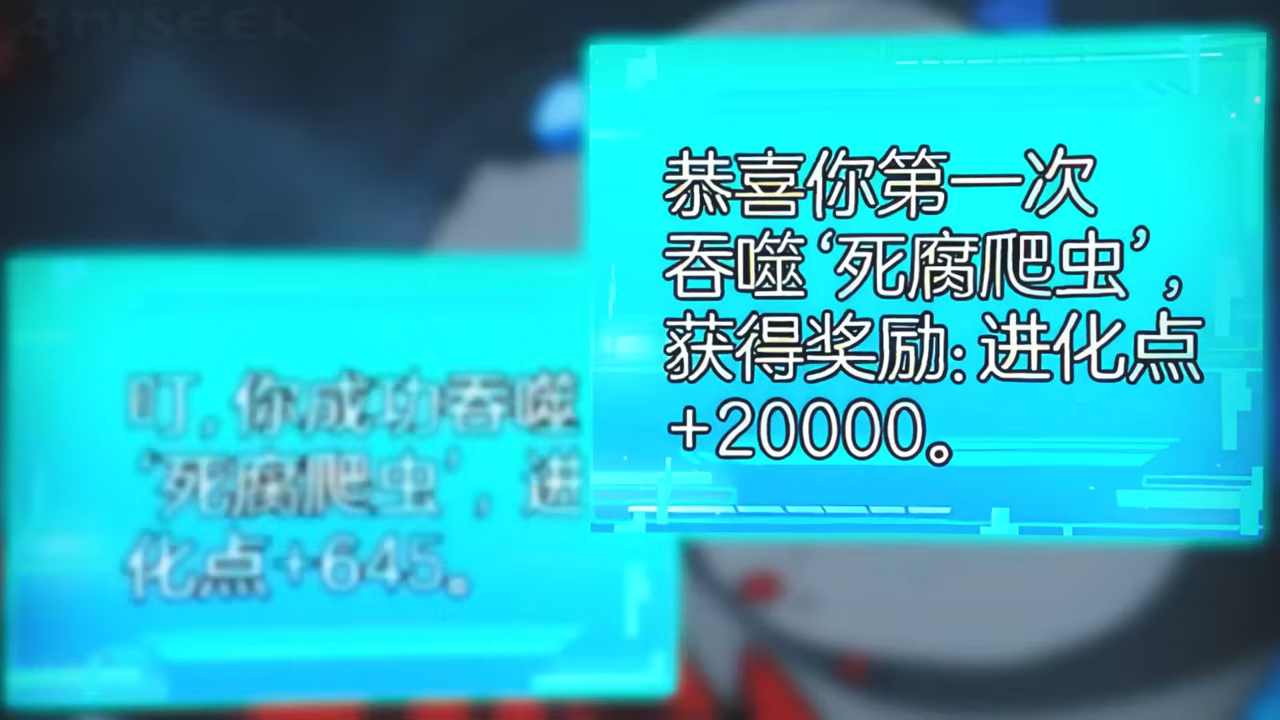 ANISEEK
恭喜你第一次
吞噬‘死腐爬虫’,
获得奖励:进化点
+20000。
叮,你成功吞噬
‘死腐爬虫’,进
化点+645。